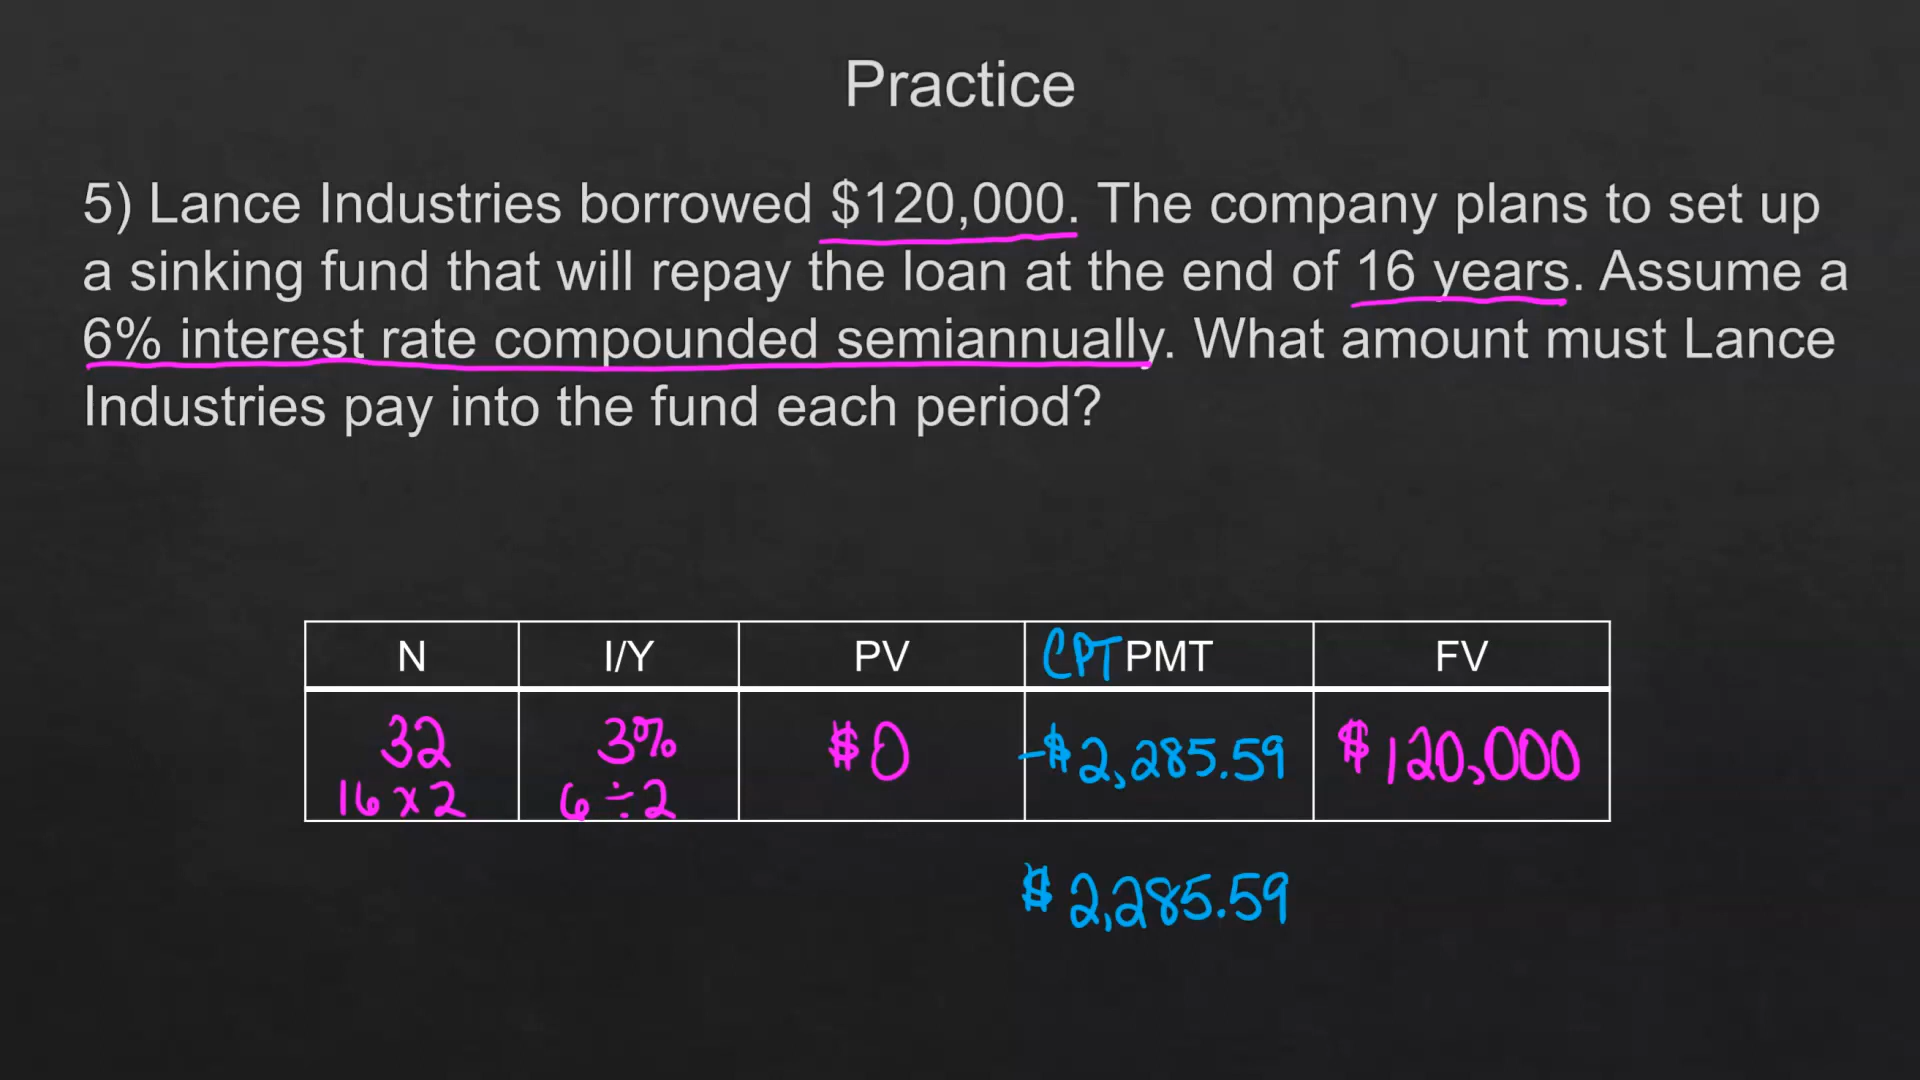 Practice
5) Lance Industries borrowed $120,000. The company plans to set up
a sinking fund that will repay the loan at the end of 16 years. Assume a
6% interest rate compounded semiannually. What amount must Lance
Industries pay into the fund each period?
N I/Y PV CPT PMT FV
32 3% $0 -$2,285.59 $120,000
16 x 2 6 ÷ 2
$2,285.59